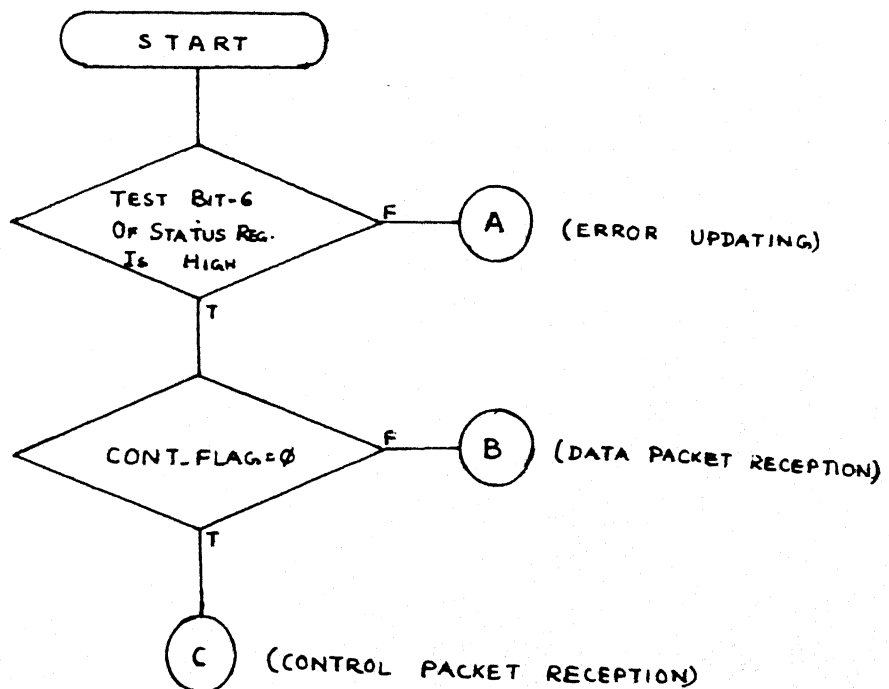 START
TEST BIT-6
OF STATUS REG.
IS HIGH
F
A
(ERROR UPDATING)
T
CONT_FLAG=Ø
F
B
(DATA PACKET RECEPTION)
T
C
(CONTROL PACKET RECEPTION)